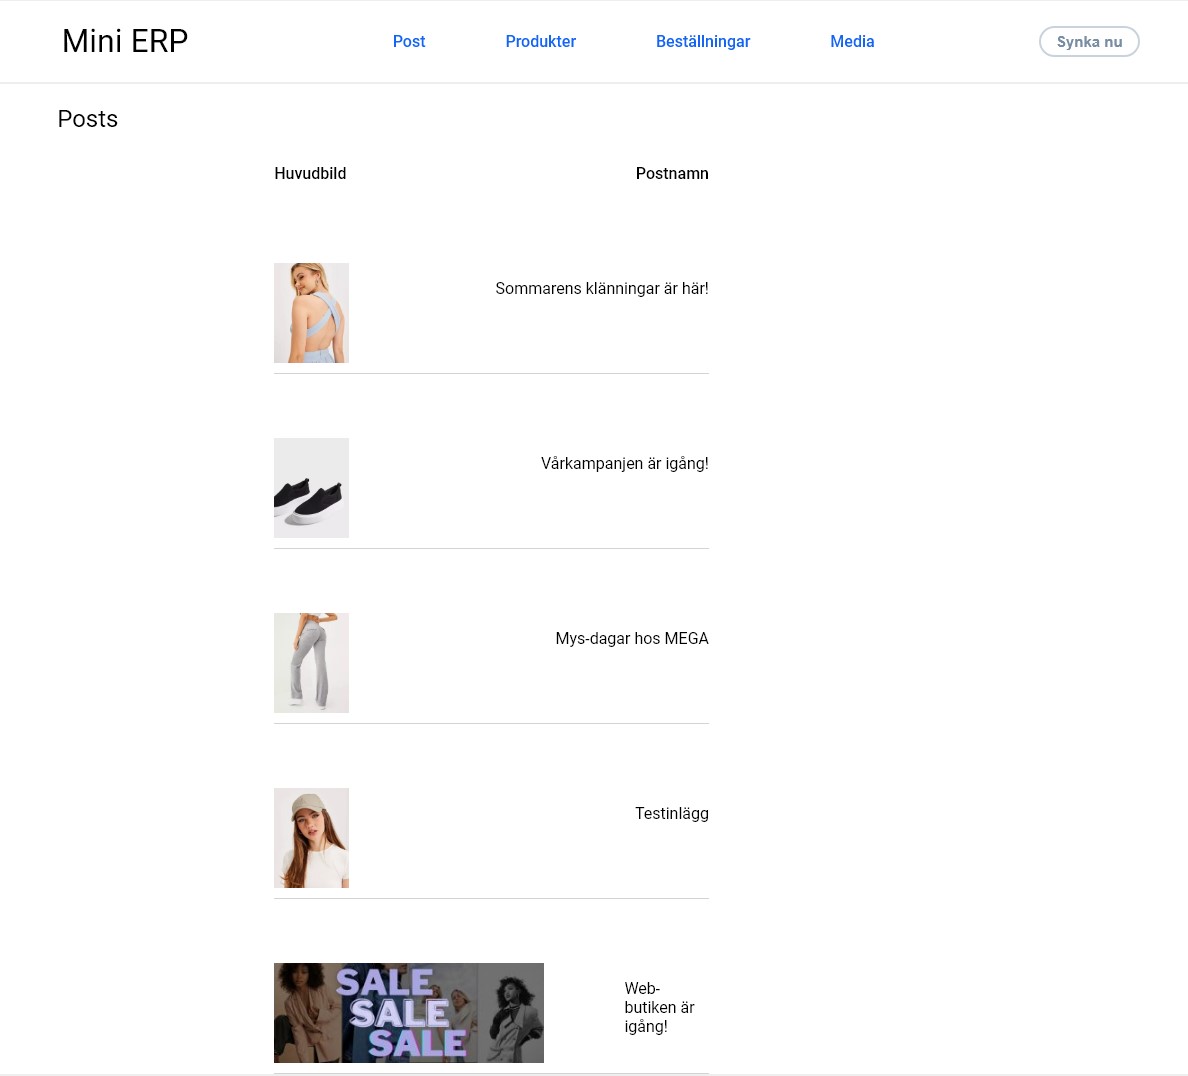 Mini ERP
Post
Produkter
Beställningar
Media
Synka nu
Posts
Huvudbild
Postnamn
Sommarens klänningar är här!
Vårkampanjen är igång!
Mys-dagar hos MEGA
Testinlägg
SALE
SALE
SALE
Web-
butiken är
igång!